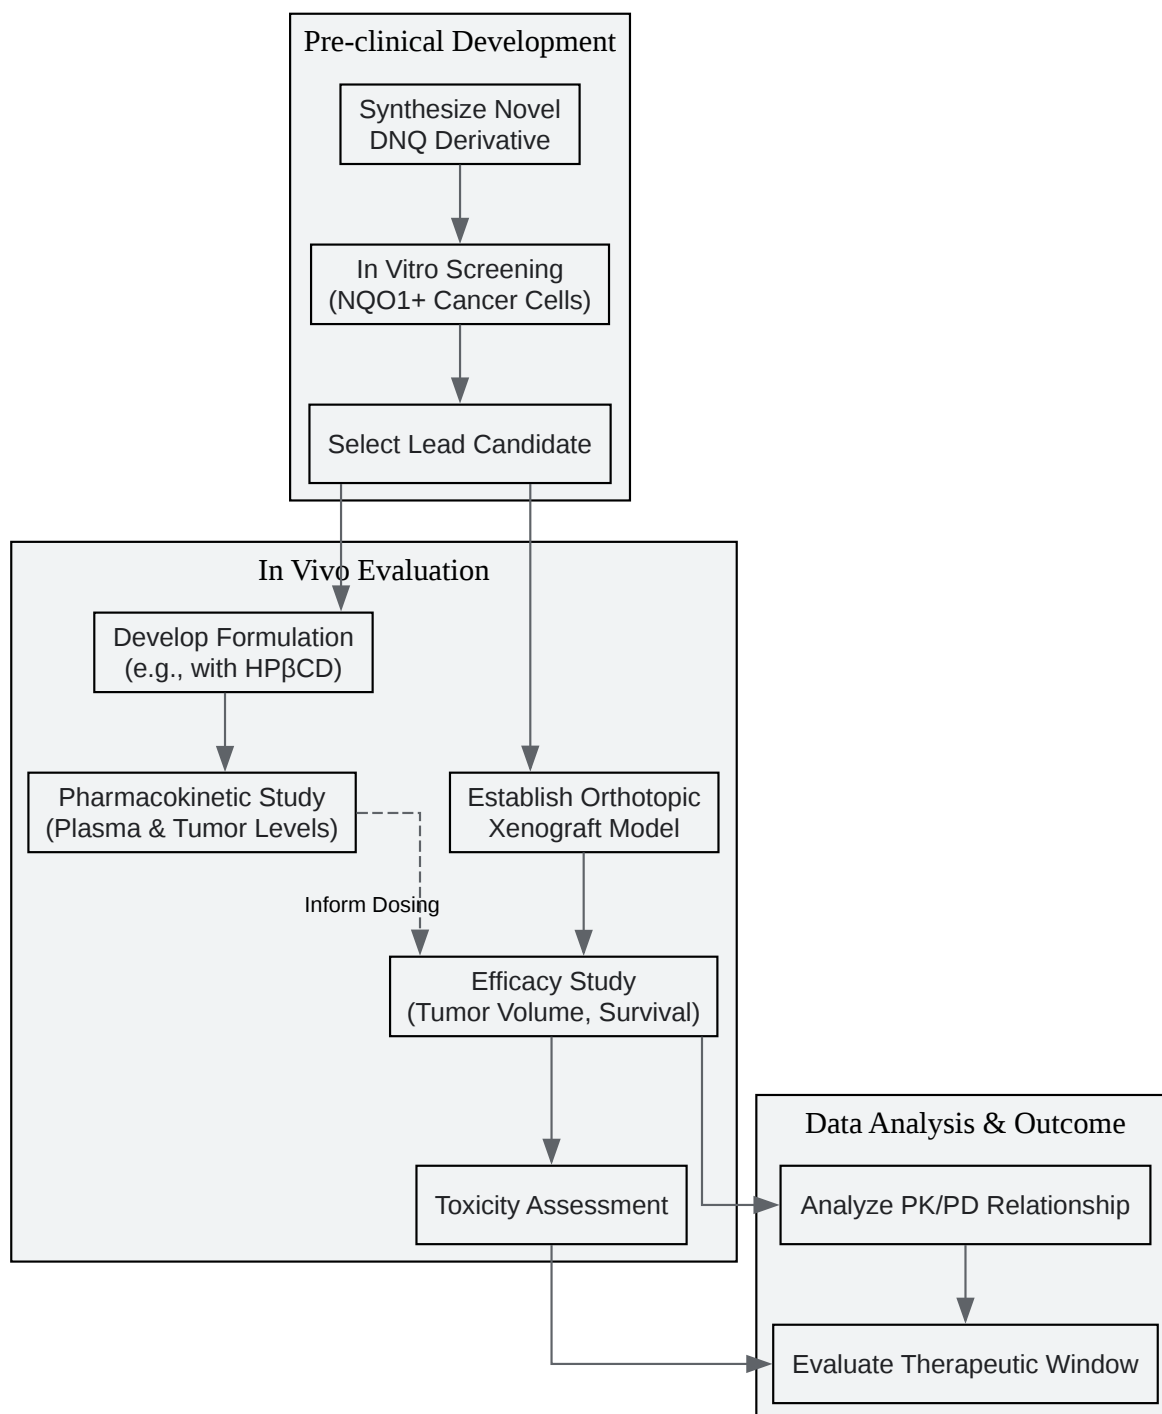 Pre-clinical Development
Synthesize Novel
DNQ Derivative
In Vitro Screening
(NQO1+ Cancer Cells)
Select Lead Candidate
In Vivo Evaluation
Develop Formulation
(e.g., with HPβCD)
Pharmacokinetic Study
(Plasma & Tumor Levels)
Establish Orthotopic
Xenograft Model
Inform Dosing
Efficacy Study
(Tumor Volume, Survival)
Toxicity Assessment
Data Analysis & Outcome
Analyze PK/PD Relationship
Evaluate Therapeutic Window